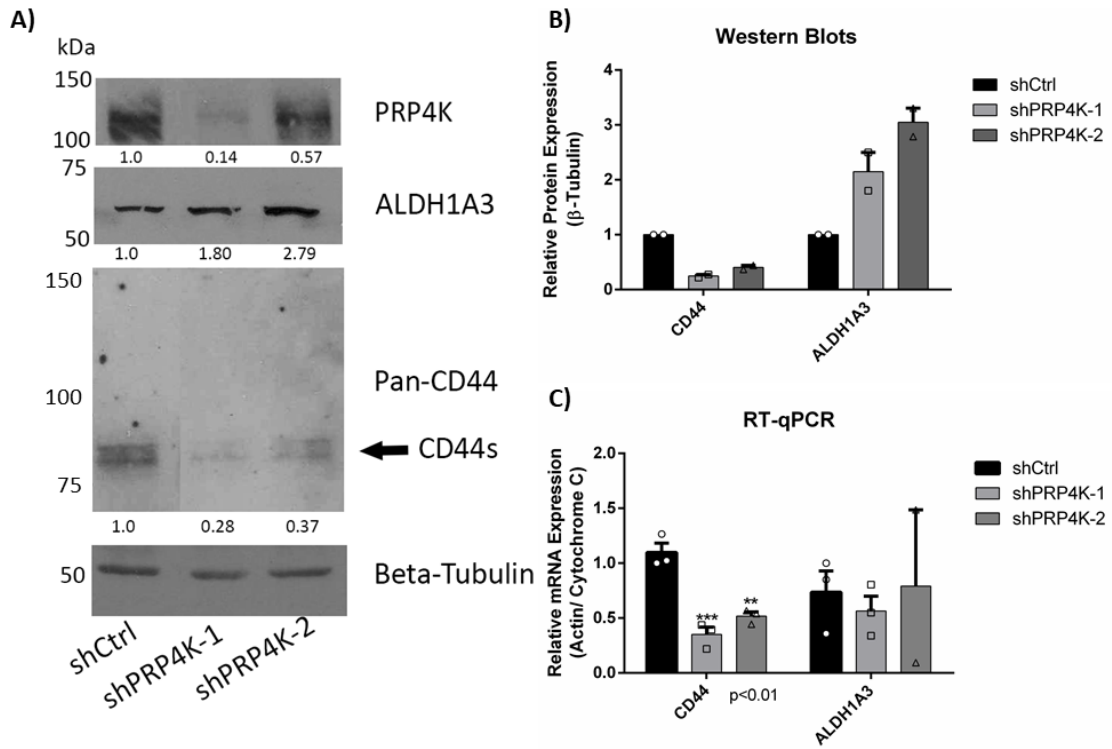 A)
kDa
150
100
PRP4K
1.0 0.14 0.57
75
50
ALDH1A3
1.0 1.80 2.79
150
100
75
Pan-CD44
CD44s
1.0 0.28 0.37
50
Beta-Tubulin
shCtrl
shPRP4K-1
shPRP4K-2
B)
Western Blots
Relative Protein Expression
(β-Tubulin)
4
3
2
1
0
CD44
ALDH1A3
shCtrl
shPRP4K-1
shPRP4K-2
C)
RT-qPCR
Relative mRNA Expression
(Actin/ Cytochrome C)
2.0
1.5
1.0
0.5
0.0
***
**
CD44
p<0.01
ALDH1A3
shCtrl
shPRP4K-1
shPRP4K-2